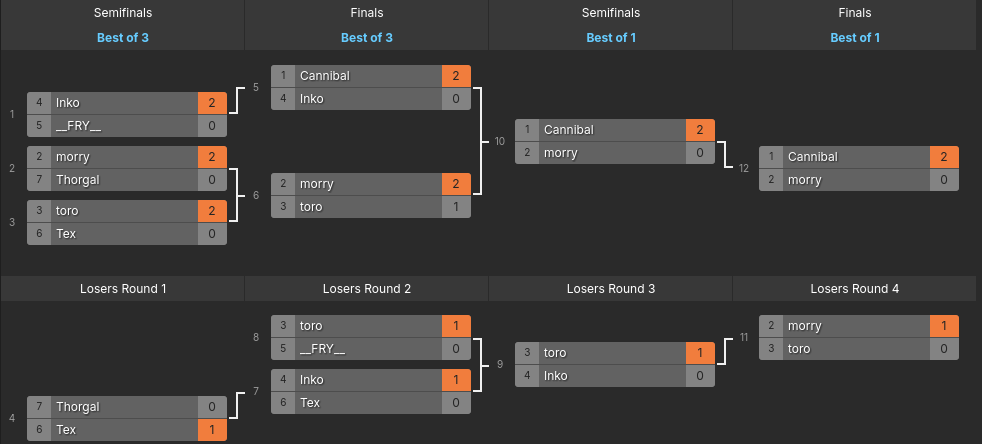 Semifinals
Best of 3
Finals
Best of 3
Semifinals
Best of 1
Finals
Best of 1
1
4 Inko 2
5 __FRY__ 0
2
2 morry 2
7 Thorgal 0
3
3 toro 2
6 Tex 0
5
1 Cannibal 2
4 Inko 0
6
2 morry 2
3 toro 1
10
1 Cannibal 2
2 morry 0
12
1 Cannibal 2
2 morry 0
Losers Round 1
Losers Round 2
Losers Round 3
Losers Round 4
4
7 Thorgal 0
6 Tex 1
8
3 toro 1
5 __FRY__ 0
7
4 Inko 1
6 Tex 0
9
3 toro 1
4 Inko 0
11
2 morry 1
3 toro 0